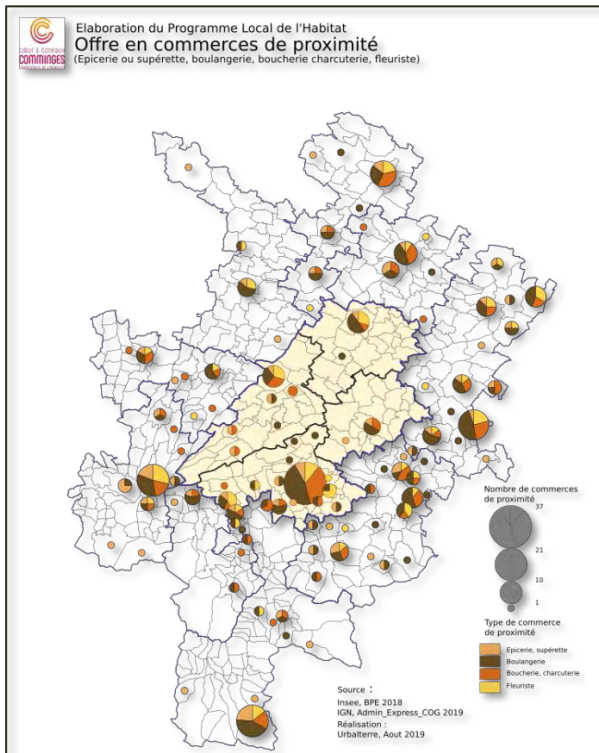 Elaboration du Programme Local de l'Habitat
Offre en commerces de proximité
(Epicerie ou supérette, boulangerie, boucherie charcuterie, fleuriste)
COMMINGES
Nombre de commerces
de proximité
37
21
10
1
Type de commerce
de proximité
Epicerie, supérette
Boulangerie
Boucherie, charcuterie
Fleuriste
Source :
Insee, BPE 2018
IGN, Admin_Express_COG 2019
Réalisation :
Urbalterre, Aout 2019